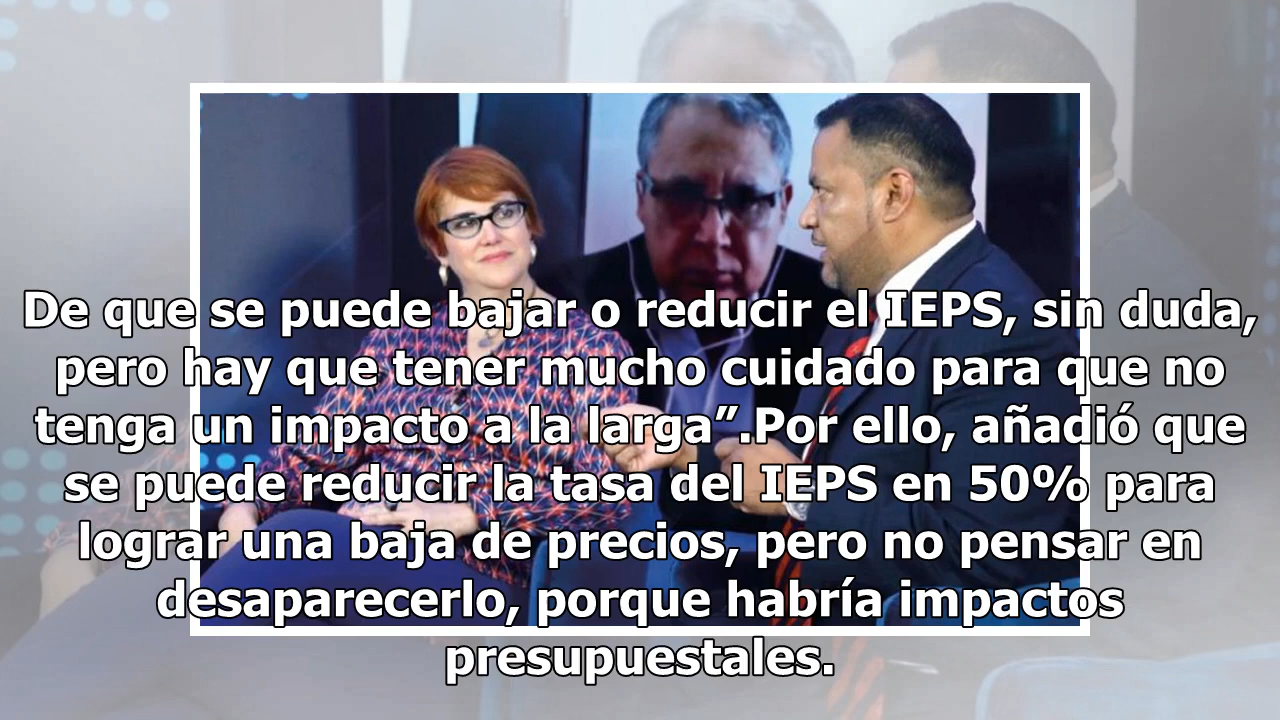 De que se puede bajar o reducir el IEPS, sin duda,
pero hay que tener mucho cuidado para que no
tenga un impacto a la larga”.Por ello, añadió que
se puede reducir la tasa del IEPS en 50% para
lograr una baja de precios, pero no pensar en
desaparecerlo, porque habría impactos
presupuestales.